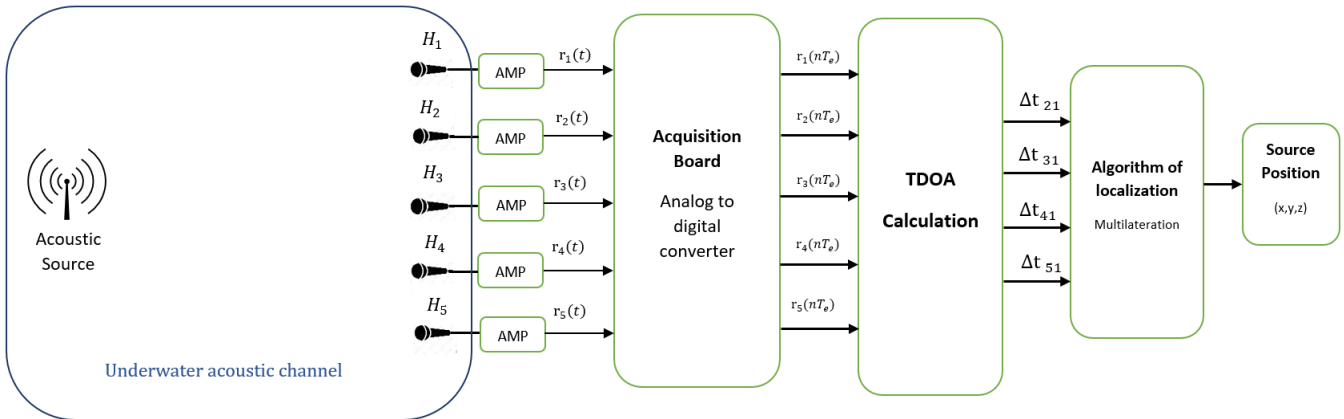 H₁
AMP
r₁(t)
H₂
AMP
r₂(t)
H₃
AMP
r₃(t)
H₄
AMP
r₄(t)
H₅
AMP
r₅(t)
Acoustic
Source
Underwater acoustic channel
Acquisition
Board
Analog to
digital
converter
r₁(nTₑ)
r₂(nTₑ)
r₃(nTₑ)
r₄(nTₑ)
r₅(nTₑ)
TDOA
Calculation
Δt ₂₁
Δt ₃₁
Δt₄₁
Δt ₅₁
Algorithm of
localization
Multilateration
Source
Position
(x,y,z)